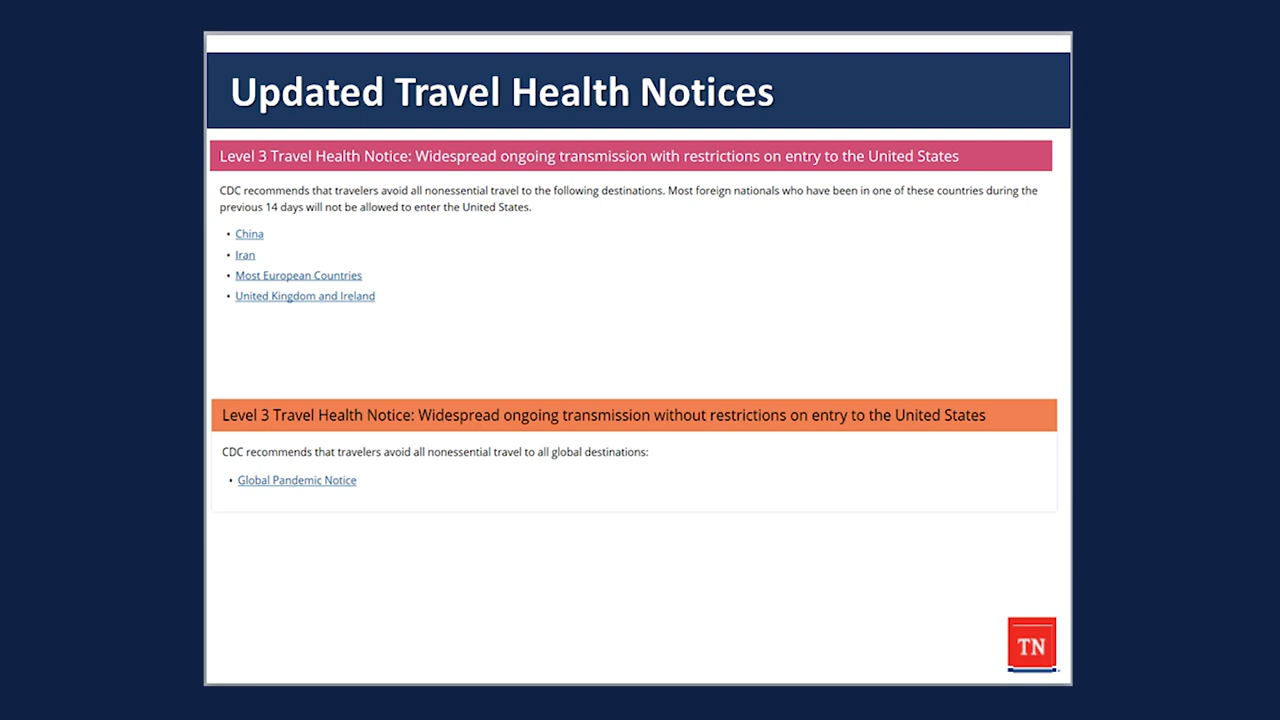 Updated Travel Health Notices
Level 3 Travel Health Notice: Widespread ongoing transmission with restrictions on entry to the United States
CDC recommends that travelers avoid all nonessential travel to the following destinations. Most foreign nationals who have been in one of these countries during the
previous 14 days will not be allowed to enter the United States.
• China
• Iran
• Most European Countries
• United Kingdom and Ireland
Level 3 Travel Health Notice: Widespread ongoing transmission without restrictions on entry to the United States
CDC recommends that travelers avoid all nonessential travel to all global destinations:
• Global Pandemic Notice
TN